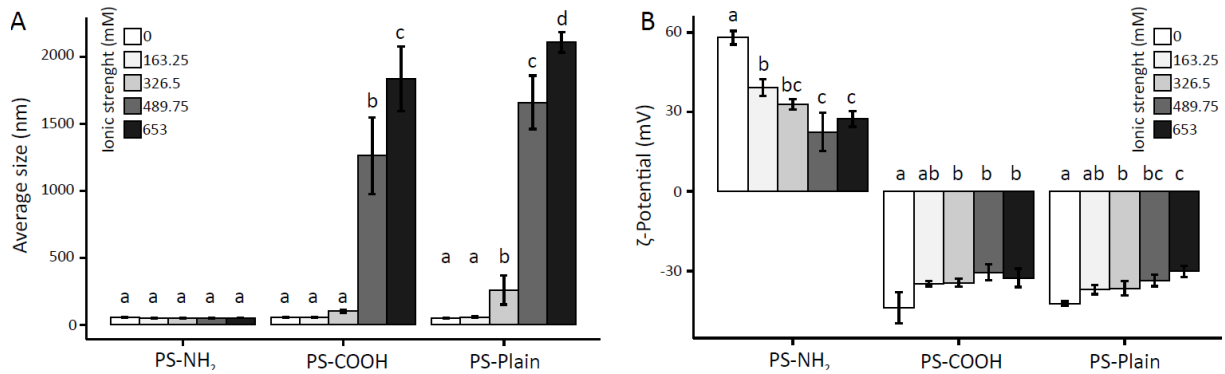 A
Ionic strenght (mM)
0
163.25
326.5
489.75
653
Average size (nm)
2000
1500
1000
500
0
a a a a a
a a a b c
a a b c d
PS-NH₂ PS-COOH PS-Plain
B
Ionic strenght (mM)
0
163.25
326.5
489.75
653
ζ-Potential (mV)
60
30
0
-30
a b bc c c
a ab b b b
a ab b bc c
PS-NH₂ PS-COOH PS-Plain